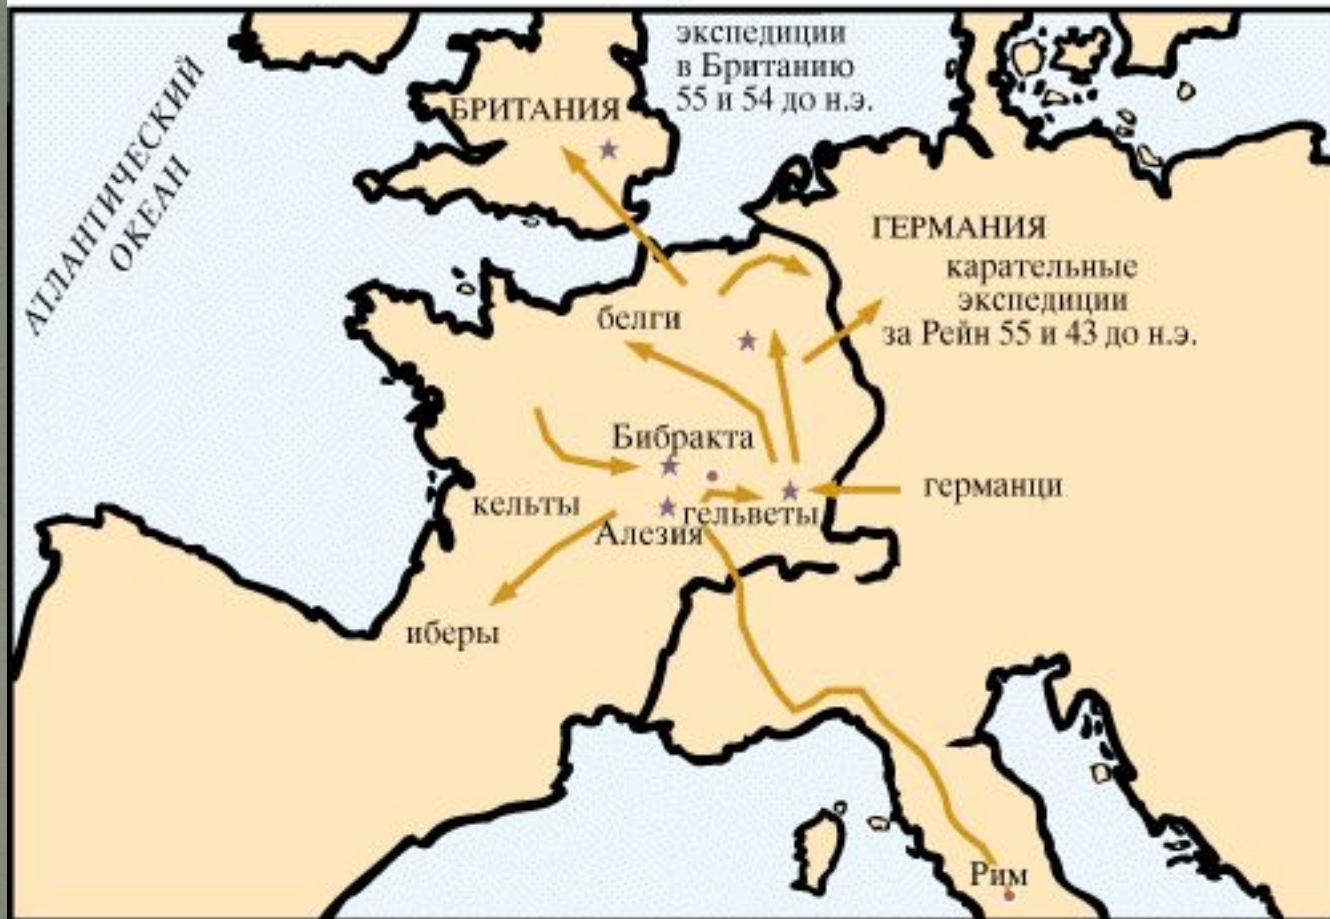 экспедиции
в Британию
55 и 54 до н.э.
АТЛАНТИЧЕСКИЙ
ОКЕАН
БРИТАНИЯ
ГЕРМАНИЯ
карательные
экспедиции
за Рейн 55 и 43 до н.э.
белги
Бибракта
кельты
германци
гельветы
Алезия
иберы
Рим